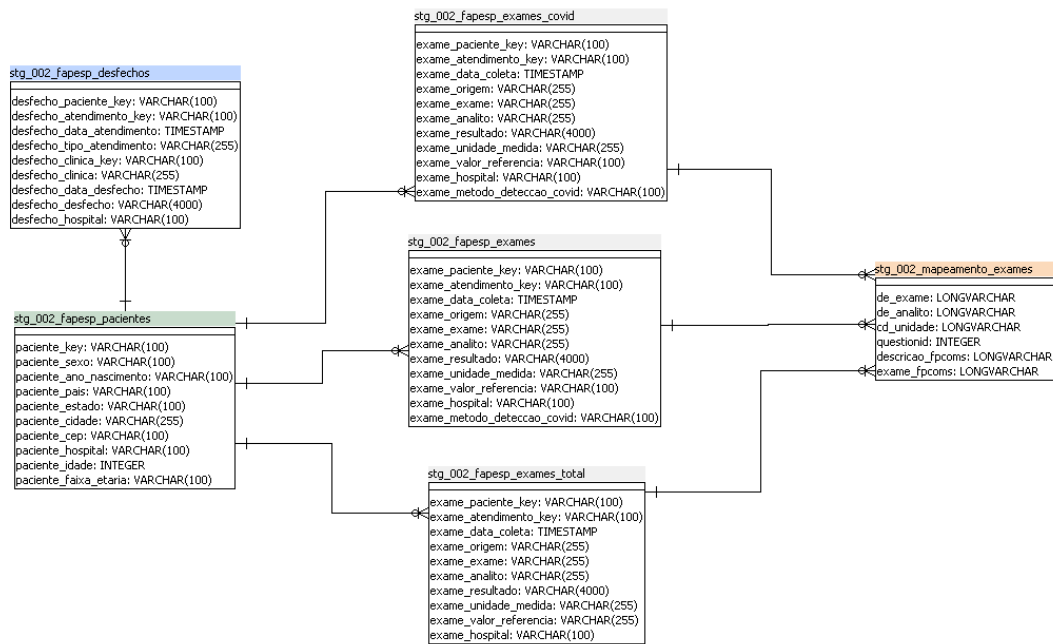 stg_002_fapesp_exames_covid
exame_paciente_key: VARCHAR(100)
exame_atendimento_key: VARCHAR(100)
exame_data_coleta: TIMESTAMP
exame_origem: VARCHAR(255)
exame_exame: VARCHAR(255)
exame_analito: VARCHAR(255)
exame_resultado: VARCHAR(4000)
exame_unidade_medida: VARCHAR(255)
exame_valor_referencia: VARCHAR(100)
exame_hospital: VARCHAR(100)
exame_metodo_deteccao_covid: VARCHAR(100)
stg_002_fapesp_desfechos
desfecho_paciente_key: VARCHAR(100)
desfecho_atendimento_key: VARCHAR(100)
desfecho_data_atendimento: TIMESTAMP
desfecho_tipo_atendimento: VARCHAR(255)
desfecho_clinica_key: VARCHAR(100)
desfecho_clinica: VARCHAR(255)
desfecho_data_desfecho: TIMESTAMP
desfecho_desfecho: VARCHAR(4000)
desfecho_hospital: VARCHAR(100)
stg_002_fapesp_exames
exame_paciente_key: VARCHAR(100)
exame_atendimento_key: VARCHAR(100)
exame_data_coleta: TIMESTAMP
exame_origem: VARCHAR(255)
exame_exame: VARCHAR(255)
exame_analito: VARCHAR(255)
exame_resultado: VARCHAR(4000)
exame_unidade_medida: VARCHAR(255)
exame_valor_referencia: VARCHAR(100)
exame_hospital: VARCHAR(100)
exame_metodo_deteccao_covid: VARCHAR(100)
stg_002_mapeamento_exames
de_exame: LONGVARCHAR
de_analito: LONGVARCHAR
cd_unidade: LONGVARCHAR
questionid: INTEGER
descricao_fpcoms: LONGVARCHAR
exame_fpcoms: LONGVARCHAR
stg_002_fapesp_pacientes
paciente_key: VARCHAR(100)
paciente_sexo: VARCHAR(100)
paciente_ano_nascimento: VARCHAR(100)
paciente_pais: VARCHAR(100)
paciente_estado: VARCHAR(100)
paciente_cidade: VARCHAR(255)
paciente_cep: VARCHAR(100)
paciente_hospital: VARCHAR(100)
paciente_idade: INTEGER
paciente_faixa_etaria: VARCHAR(100)
stg_002_fapesp_exames_total
exame_paciente_key: VARCHAR(100)
exame_atendimento_key: VARCHAR(100)
exame_data_coleta: TIMESTAMP
exame_origem: VARCHAR(255)
exame_exame: VARCHAR(255)
exame_analito: VARCHAR(255)
exame_resultado: VARCHAR(4000)
exame_unidade_medida: VARCHAR(255)
exame_valor_referencia: VARCHAR(255)
exame_hospital: VARCHAR(100)